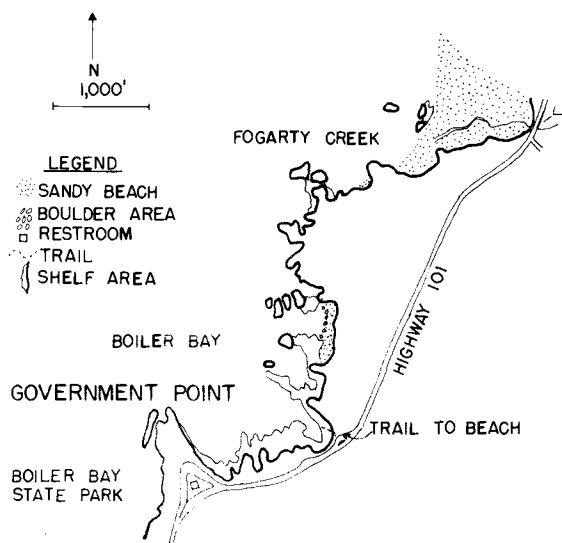 N
1,000'
FOGARTY CREEK
LEGEND
SANDY BEACH
BOULDER AREA
RESTROOM
TRAIL
SHELF AREA
HIGHWAY 101
BOILER BAY
GOVERNMENT POINT
TRAIL TO BEACH
BOILER BAY
STATE PARK